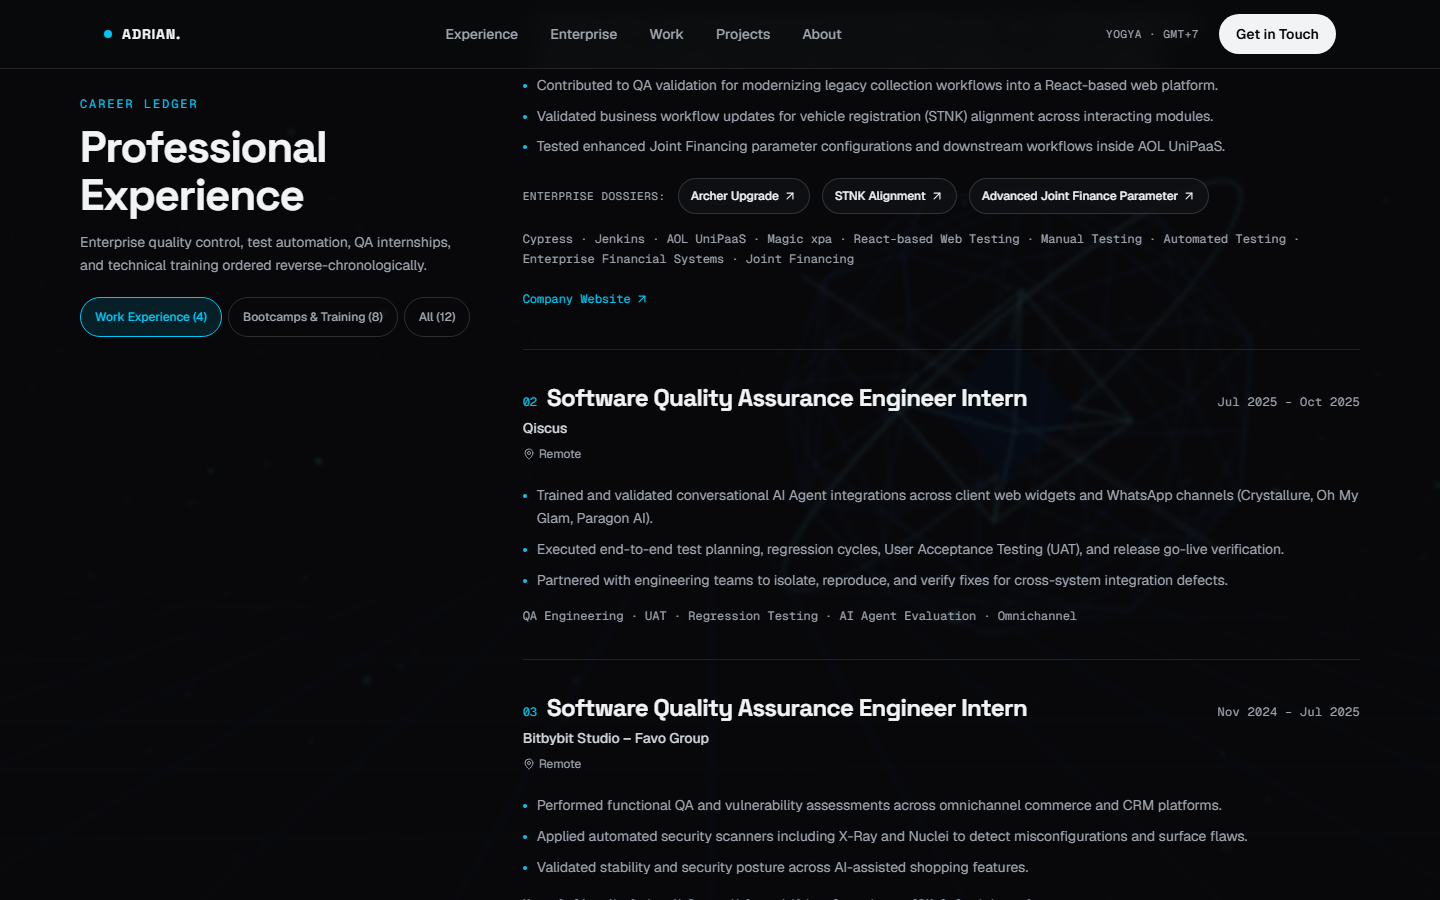 ADRIAN.
Experience
Enterprise
Work
Projects
About
YOGYA · GMT+7
Get in Touch
CAREER LEDGER
Professional
Experience
Enterprise quality control, test automation, QA internships,
and technical training ordered reverse-chronologically.
Work Experience (4)
Bootcamps & Training (8)
All (12)
Contributed to QA validation for modernizing legacy collection workflows into a React-based web platform.
Validated business workflow updates for vehicle registration (STNK) alignment across interacting modules.
Tested enhanced Joint Financing parameter configurations and downstream workflows inside AOL UniPaaS.
ENTERPRISE DOSSIERS:
Archer Upgrade ↗
STNK Alignment ↗
Advanced Joint Finance Parameter ↗
Cypress · Jenkins · AOL UniPaaS · Magic xpa · React-based Web Testing · Manual Testing · Automated Testing ·
Enterprise Financial Systems · Joint Financing
Company Website ↗
02 Software Quality Assurance Engineer Intern
Jul 2025 – Oct 2025
Qiscus
Remote
Trained and validated conversational AI Agent integrations across client web widgets and WhatsApp channels (Crystallure, Oh My
Glam, Paragon AI).
Executed end-to-end test planning, regression cycles, User Acceptance Testing (UAT), and release go-live verification.
Partnered with engineering teams to isolate, reproduce, and verify fixes for cross-system integration defects.
QA Engineering · UAT · Regression Testing · AI Agent Evaluation · Omnichannel
03 Software Quality Assurance Engineer Intern
Nov 2024 – Jul 2025
Bitbybit Studio – Favo Group
Remote
Performed functional QA and vulnerability assessments across omnichannel commerce and CRM platforms.
Applied automated security scanners including X-Ray and Nuclei to detect misconfigurations and surface flaws.
Validated stability and security posture across AI-assisted shopping features.